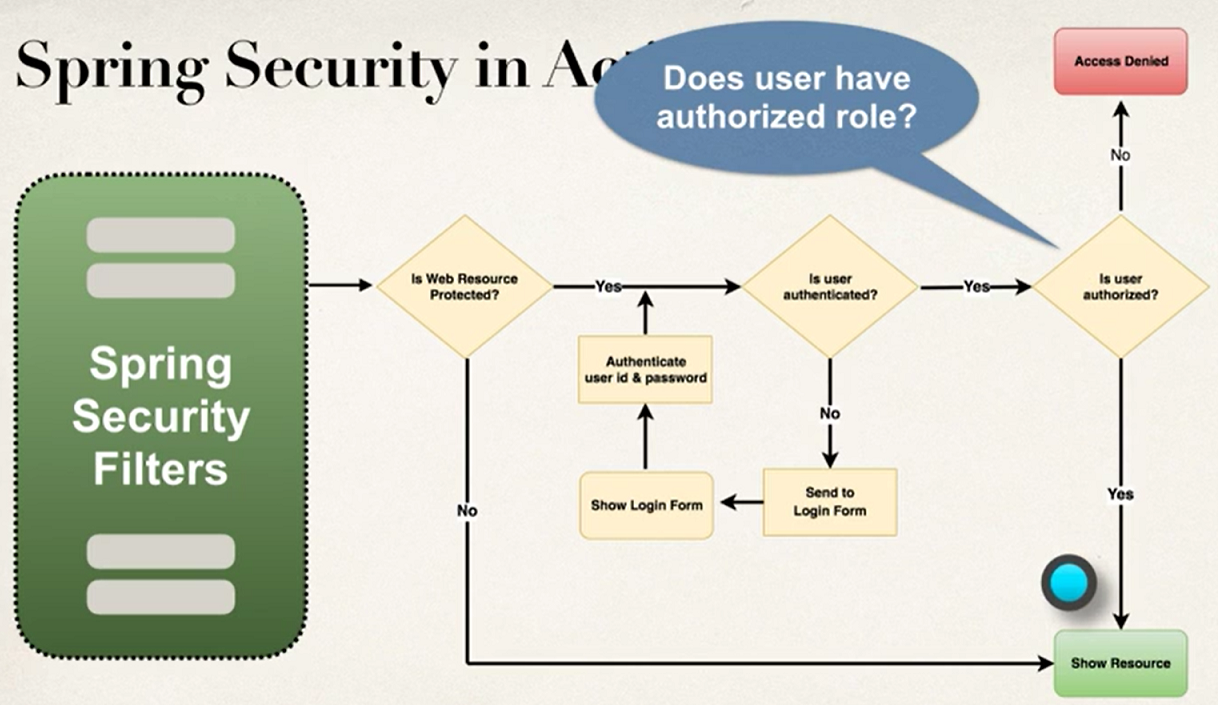 Spring Security in Ac
Does user have
authorized role?
Access Denied
No
Spring
Security
Filters
Is Web Resource
Protected?
Yes
Is user
authenticated?
Yes
Is user
authorized?
Authenticate
user id & password
No
Show Login Form
Send to
Login Form
No
Yes
Show Resource